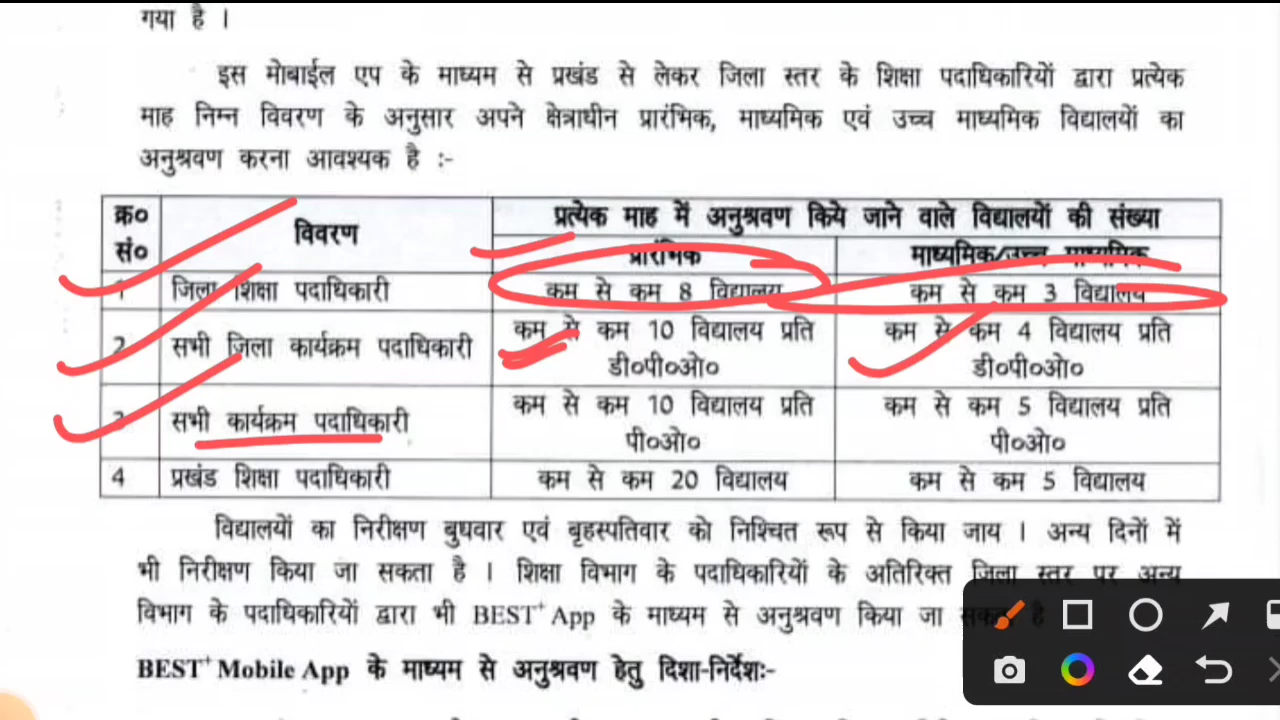 गया है ।
इस मोबाईल एप के माध्यम से प्रखंड से लेकर जिला स्तर के शिक्षा पदाधिकारियों द्वारा प्रत्येक
माह निम्न विवरण के अनुसार अपने क्षेत्राधीन प्रारंभिक, माध्यमिक एवं उच्च माध्यमिक विद्यालयों का
अनुश्रवण करना आवश्यक है :-
क्र० सं० विवरण प्रत्येक माह में अनुश्रवण किये जाने वाले विद्यालयों की संख्या
प्रारंभिक माध्यमिक/उच्च माध्यमिक
1 जिला शिक्षा पदाधिकारी कम से कम 8 विद्यालय कम से कम 3 विद्यालय
2 सभी जिला कार्यक्रम पदाधिकारी कम से कम 10 विद्यालय प्रति डी०पी०ओ० कम से कम 4 विद्यालय प्रति डी०पी०ओ०
3 सभी कार्यक्रम पदाधिकारी कम से कम 10 विद्यालय प्रति पी०ओ० कम से कम 5 विद्यालय प्रति पी०ओ०
4 प्रखंड शिक्षा पदाधिकारी कम से कम 20 विद्यालय कम से कम 5 विद्यालय
विद्यालयों का निरीक्षण बुधवार एवं बृहस्पतिवार को निश्चित रूप से किया जाय । अन्य दिनों में
भी निरीक्षण किया जा सकता है । शिक्षा विभाग के पदाधिकारियों के अतिरिक्त जिला स्तर पर अन्य
विभाग के पदाधिकारियों द्वारा भी BEST⁺ App के माध्यम से अनुश्रवण किया जा सकता है
BEST⁺ Mobile App के माध्यम से अनुश्रवण हेतु दिशा-निर्देशः-